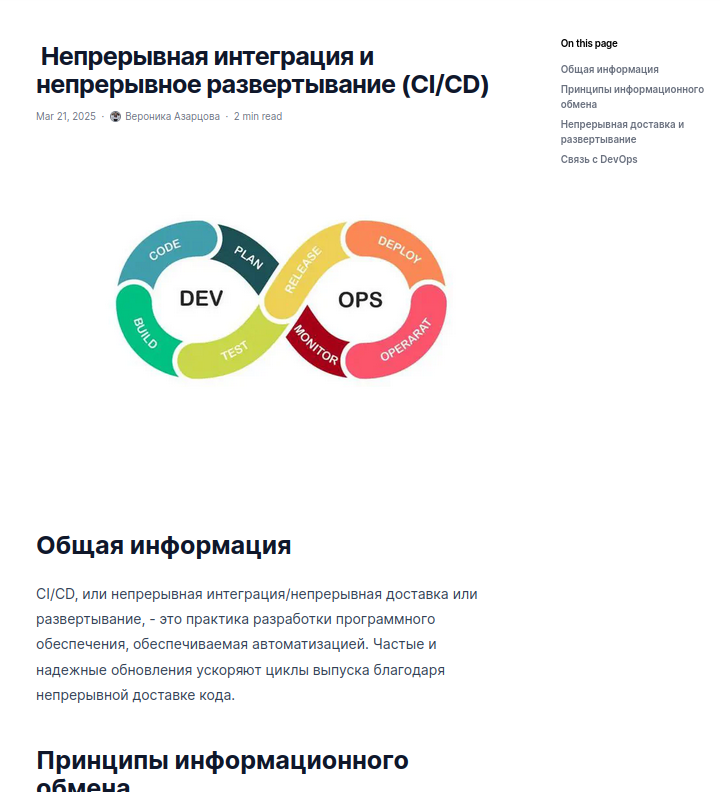 Непрерывная интеграция и
непрерывное развертывание (CI/CD)
Mar 21, 2025 · Вероника Азарцова · 2 min read
On this page
Общая информация
Принципы информационного
обмена
Непрерывная доставка и
развертывание
Связь с DevOps
CODE
PLAN
RELEASE
DEPLOY
DEV
OPS
BUILD
TEST
MONITOR
OPERARAT
Общая информация
CI/CD, или непрерывная интеграция/непрерывная доставка или
развертывание, - это практика разработки программного
обеспечения, обеспечиваемая автоматизацией. Частые и
надежные обновления ускоряют циклы выпуска благодаря
непрерывной доставке кода.
Принципы информационного
обмена